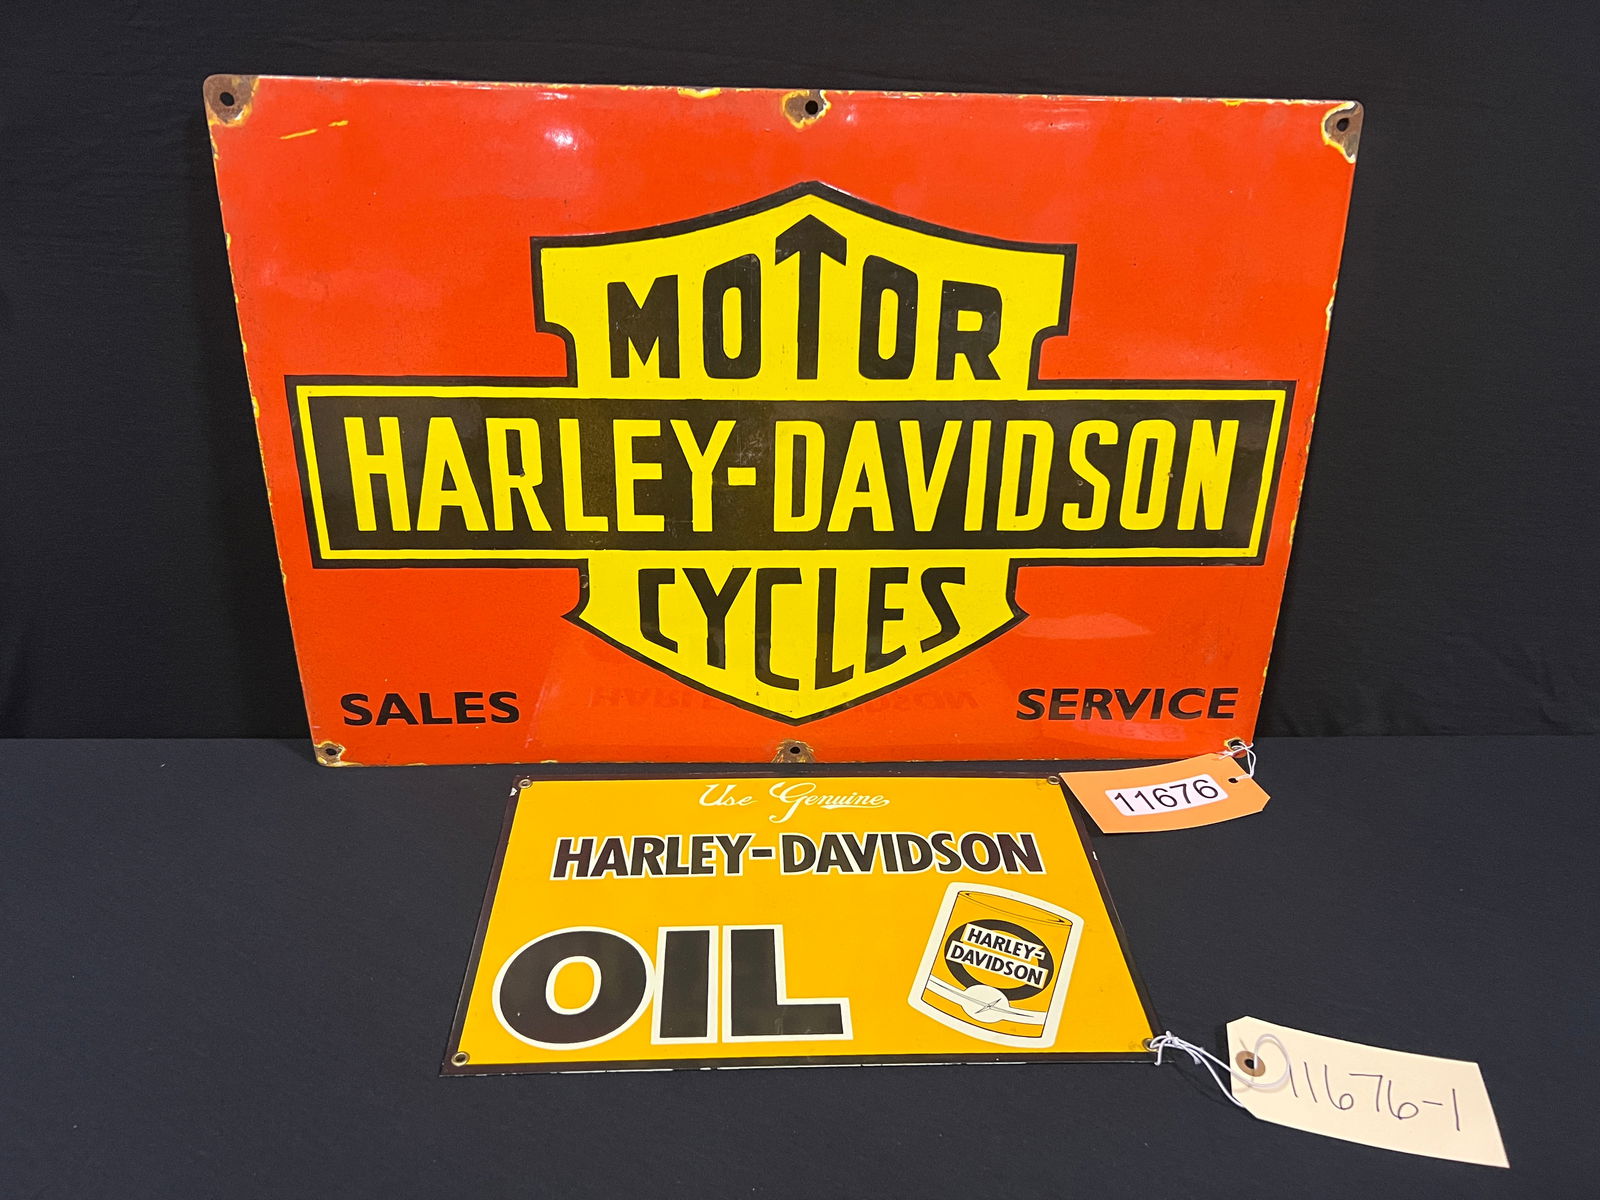 MOTOR
HARLEY-DAVIDSON
CYCLES
SALES
SERVICE
11676
Use Genuine
HARLEY-DAVIDSON
OIL
HARLEY-
DAVIDSON
11676-1